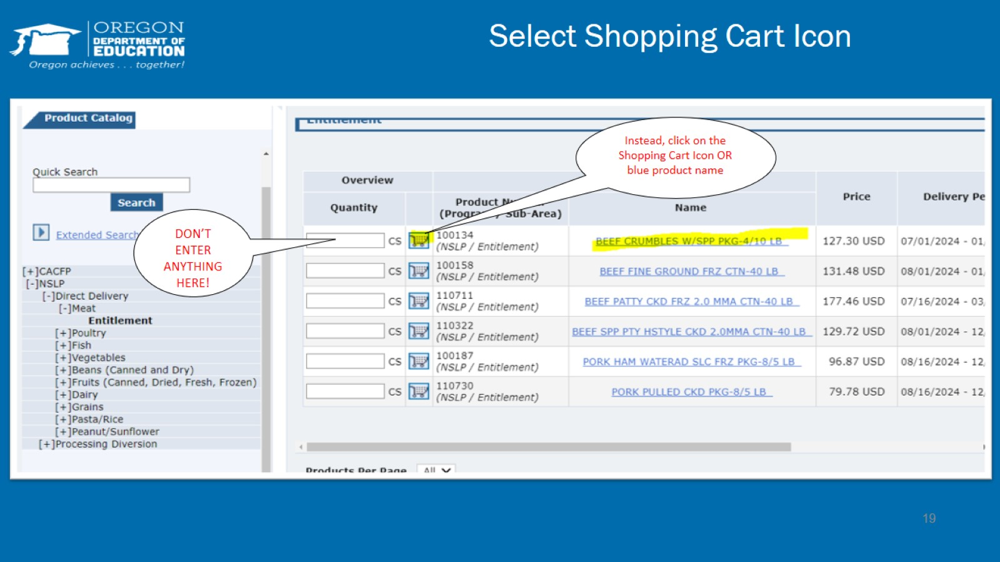 OREGON
DEPARTMENT OF
EDUCATION
Oregon achieves . . . together!
Select Shopping Cart Icon
Product Catalog
Quick Search
Search
Extended Search
[+]CACFP
[-]NSLP
[-]Direct Delivery
[-]Meat
Entitlement
[+]Poultry
[+]Fish
[+]Vegetables
[+]Beans (Canned and Dry)
[+]Fruits (Canned, Dried, Fresh, Frozen)
[+]Dairy
[+]Grains
[+]Pasta/Rice
[+]Peanut/Sunflower
[+]Processing Diversion
DON'T
ENTER
ANYTHING
HERE!
Entitlement
Instead, click on the
Shopping Cart Icon OR
blue product name
Overview
Quantity
Product
Sub-Area)
Name
Price
Delivery Pe
CS 100134 (NSLP / Entitlement) BEEF CRUMBLES W/SPP PKG-4/10 LB 127.30 USD 07/01/2024 - 01/
CS 100158 (NSLP / Entitlement) BEEF FINE GROUND FRZ CTN-40 LB 131.48 USD 08/01/2024 - 01/
CS 110711 (NSLP / Entitlement) BEEF PATTY CKD FRZ 2.0 MMA CTN-40 LB 177.46 USD 07/16/2024 - 03/
CS 110322 (NSLP / Entitlement) BEEF SPP PTY HSTYLE CKD 2.0MMA CTN-40 LB 129.72 USD 08/01/2024 - 12/
CS 100187 (NSLP / Entitlement) PORK HAM WATERAD SLC FRZ PKG-8/5 LB 96.87 USD 08/16/2024 - 12/
CS 110730 (NSLP / Entitlement) PORK PULLED CKD PKG-8/5 LB 79.78 USD 08/16/2024 - 12/
Products Per Page All
19